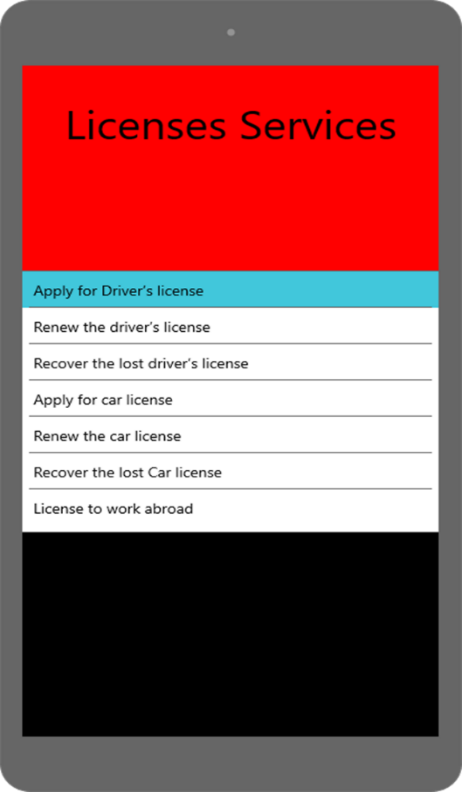 Licenses Services
Apply for Driver's license
Renew the driver's license
Recover the lost driver's license
Apply for car license
Renew the car license
Recover the lost Car license
License to work abroad